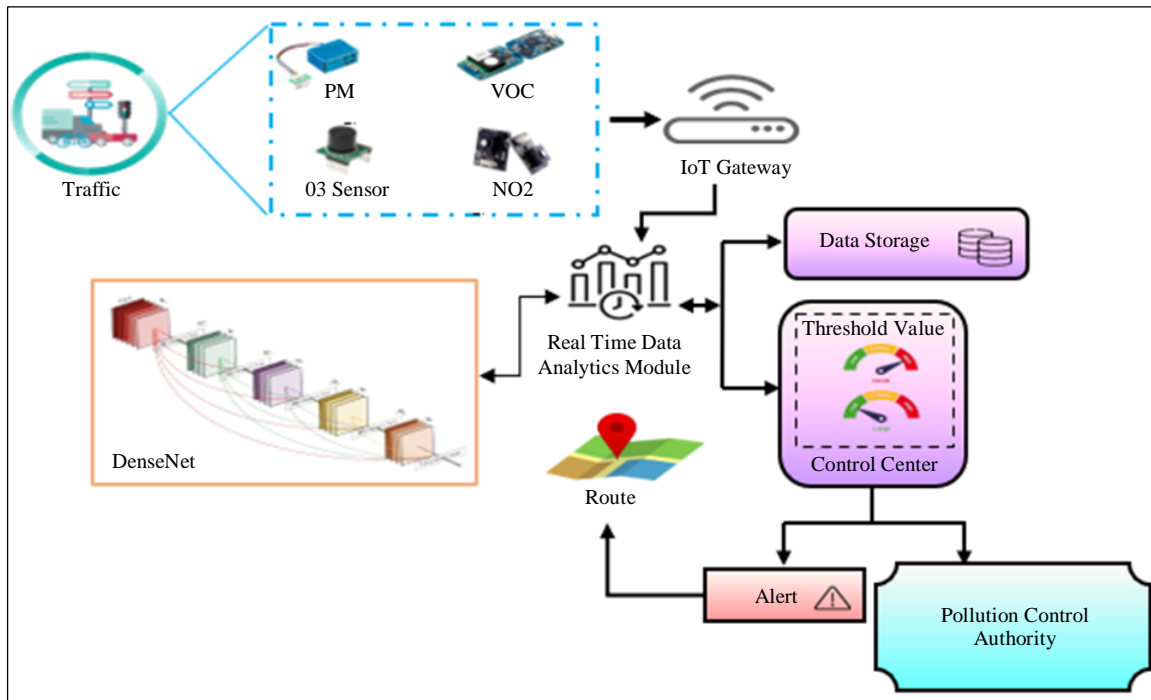 PM
VOC
03 Sensor
NO2
Traffic
IoT Gateway
Data Storage
Real Time Data
Analytics Module
Threshold Value
Control Center
DenseNet
Route
Alert
Pollution Control
Authority